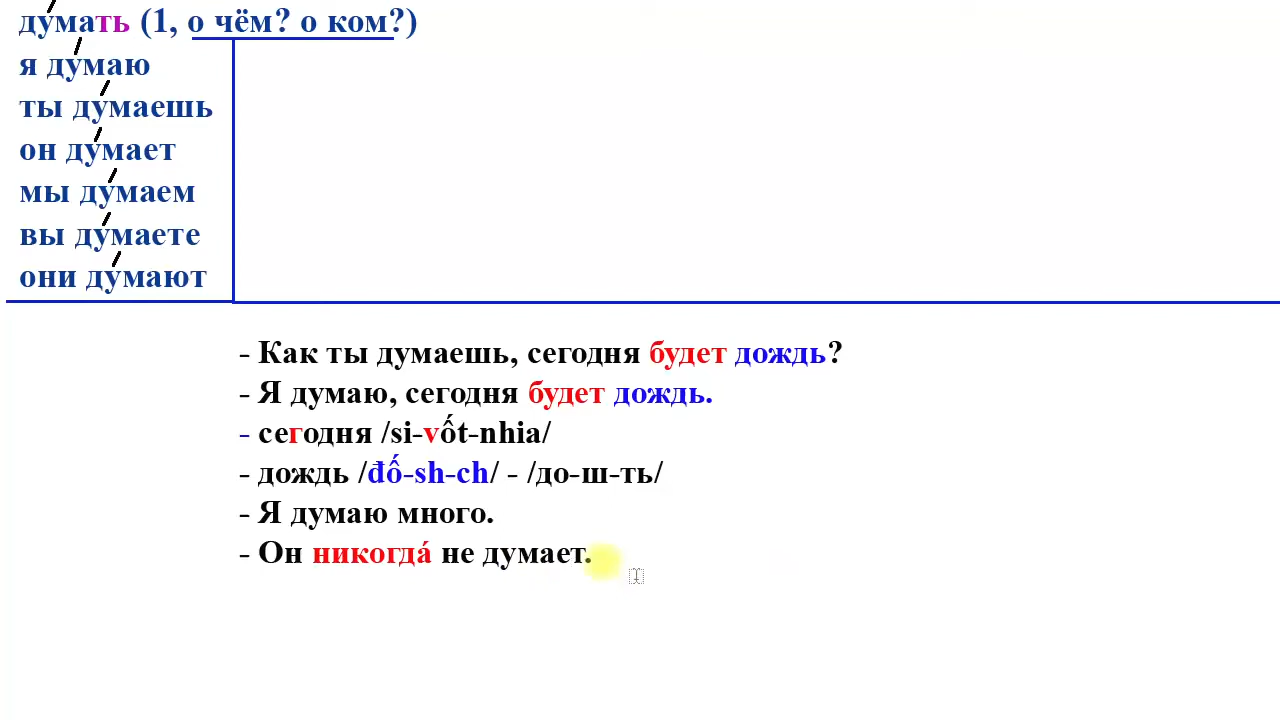 думать (1, о чём? о ком?)
я думаю
ты думаешь
он думает
мы думаем
вы думаете
они думают
- Как ты думаешь, сегодня будет дождь?
- Я думаю, сегодня будет дождь.
- сегодня /si-vốt-nhia/
- дождь /đố-sh-ch/ - /до-ш-ть/
- Я думаю много.
- Он никогдá не думает.